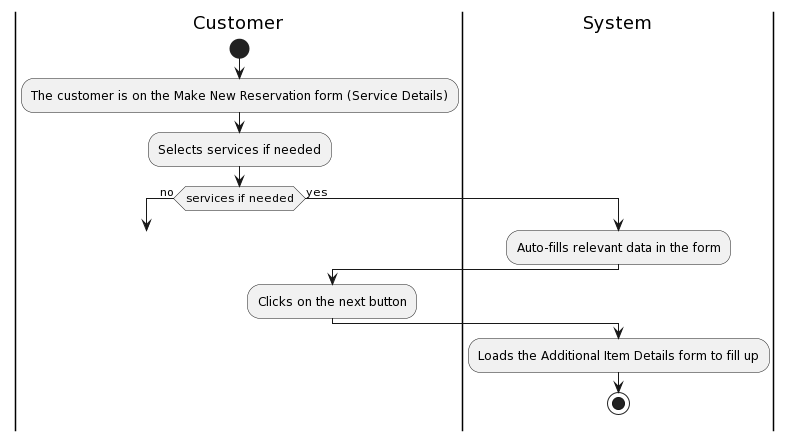 Customer
System
The customer is on the Make New Reservation form (Service Details)
Selects services if needed
no
services if needed
yes
Auto-fills relevant data in the form
Clicks on the next button
Loads the Additional Item Details form to fill up